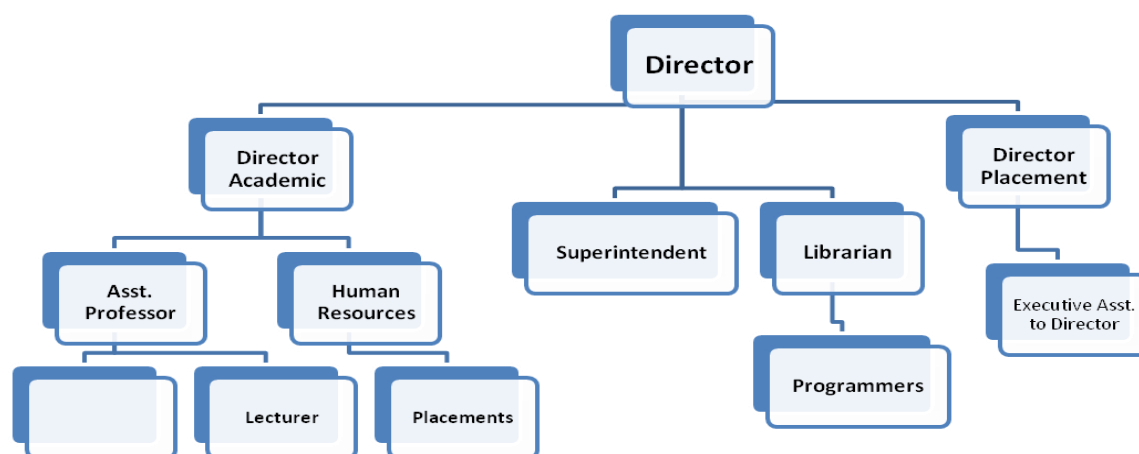 Director
Director
Academic
Director
Placement
Superintendent
Librarian
Asst.
Professor
Human
Resources
Executive Asst.
to Director
Programmers
Lecturer
Placements